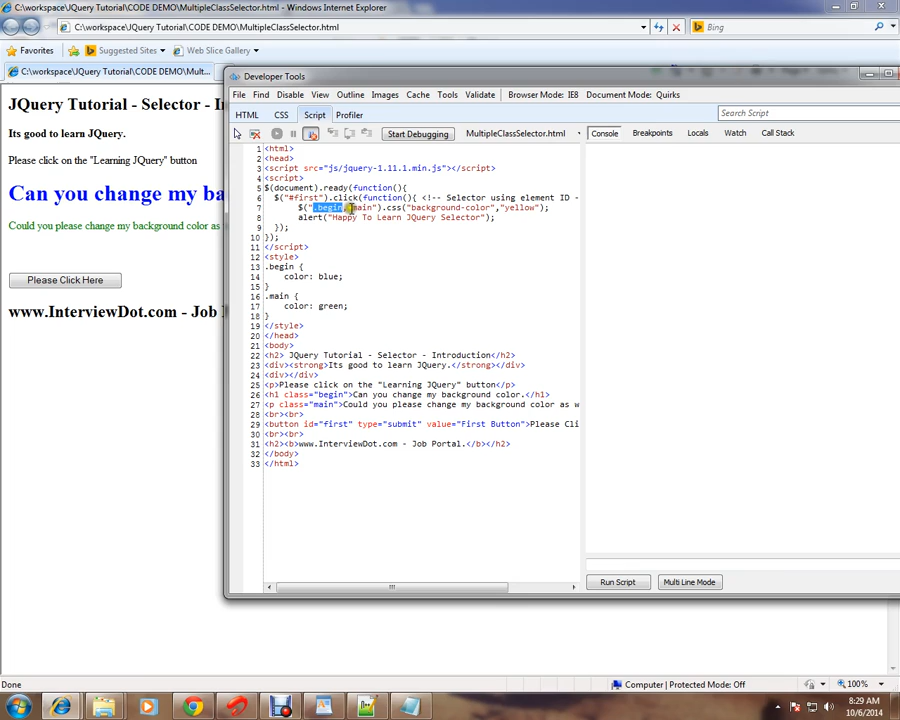 C:\workspace\JQuery Tutorial\CODE DEMO\MultipleClassSelector.html - Windows Internet Explorer
C:\workspace\JQuery Tutorial\CODE DEMO\MultipleClassSelector.html
Bing
Favorites
Suggested Sites
Web Slice Gallery
C:\workspace\JQuery Tutorial\CODE DEMO\Mult...
JQuery Tutorial - Selector - In
Its good to learn JQuery.
Please click on the "Learning JQuery" button
Can you change my ba
Could you please change my background color as
Please Click Here
www.InterviewDot.com - Job
Developer Tools
File Find Disable View Outline Images Cache Tools Validate Browser Mode: IE8 Document Mode: Quirks
HTML CSS Script Profiler
Search Script
Start Debugging MultipleClassSelector.html
Console Breakpoints Locals Watch Call Stack
1 <html>
2 <head>
3 <script src="js/jquery-1.11.1.min.js"></script>
4 <script>
5 $(document).ready(function(){
6 $("#first").click(function(){ <!-- Selector using element ID -
7 $(".begin,.main").css("background-color","yellow");
8 alert("Happy To Learn JQuery Selector");
9 });
10 });
11 </script>
12 <style>
13 .begin {
14 color: blue;
15 }
16 .main {
17 color: green;
18 }
19 </style>
20 </head>
21 <body>
22 <h2> JQuery Tutorial - Selector - Introduction</h2>
23 <div><strong>Its good to learn JQuery.</strong></div>
24 <div></div>
25 <p>Please click on the "Learning JQuery" button</p>
26 <h1 class="begin">Can you change my background color.</h1>
27 <p class="main">Could you please change my background color as w
28 <br><br>
29 <button id="first" type="submit" value="First Button">Please Cli
30 <br><br>
31 <h2><b>www.InterviewDot.com - Job Portal.</b></h2>
32 </body>
33 </html>
Run Script Multi Line Mode
Done
Computer | Protected Mode: Off
100%
8:29 AM
10/6/2014